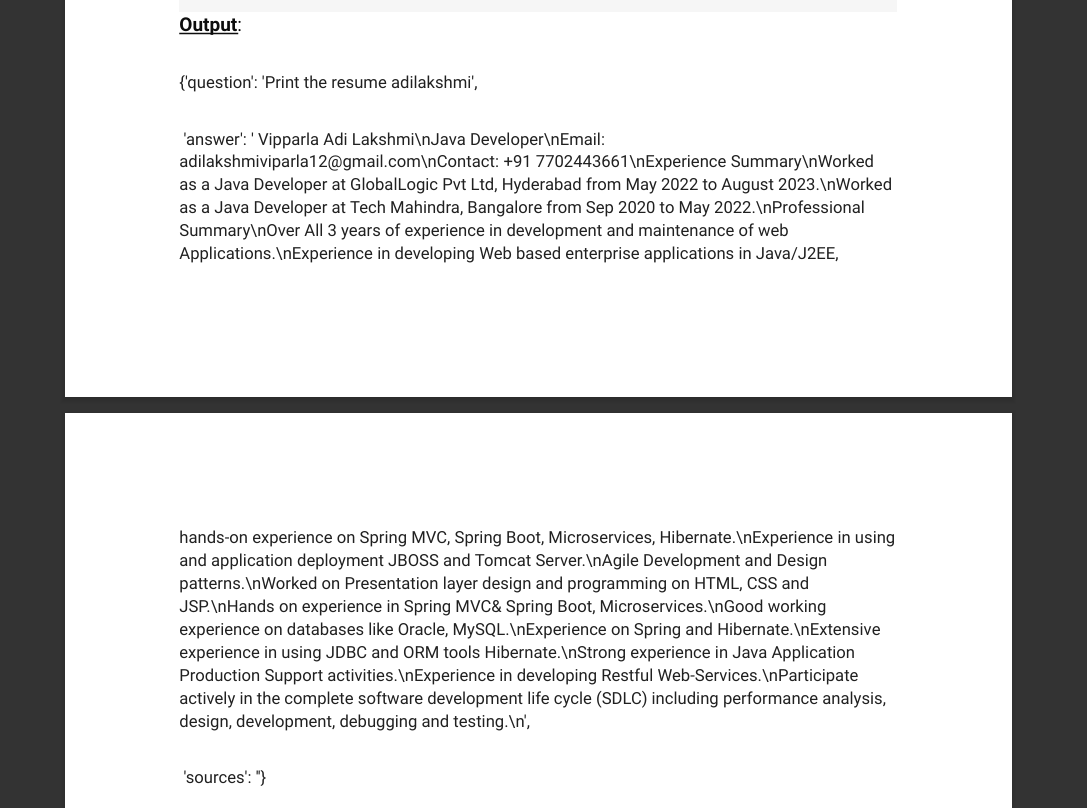 Output:
{'question': 'Print the resume adilakshmi',
'answer': ' Vipparla Adi Lakshmi\nJava Developer\nEmail:
adilakshmiviparla12@gmail.com\nContact: +91 7702443661\nExperience Summary\nWorked
as a Java Developer at GlobalLogic Pvt Ltd, Hyderabad from May 2022 to August 2023.\nWorked
as a Java Developer at Tech Mahindra, Bangalore from Sep 2020 to May 2022.\nProfessional
Summary\nOver All 3 years of experience in development and maintenance of web
Applications.\nExperience in developing Web based enterprise applications in Java/J2EE,
hands-on experience on Spring MVC, Spring Boot, Microservices, Hibernate.\nExperience in using
and application deployment JBOSS and Tomcat Server.\nAgile Development and Design
patterns.\nWorked on Presentation layer design and programming on HTML, CSS and
JSP.\nHands on experience in Spring MVC& Spring Boot, Microservices.\nGood working
experience on databases like Oracle, MySQL.\nExperience on Spring and Hibernate.\nExtensive
experience in using JDBC and ORM tools Hibernate.\nStrong experience in Java Application
Production Support activities.\nExperience in developing Restful Web-Services.\nParticipate
actively in the complete software development life cycle (SDLC) including performance analysis,
design, development, debugging and testing.\n',
'sources': ''}